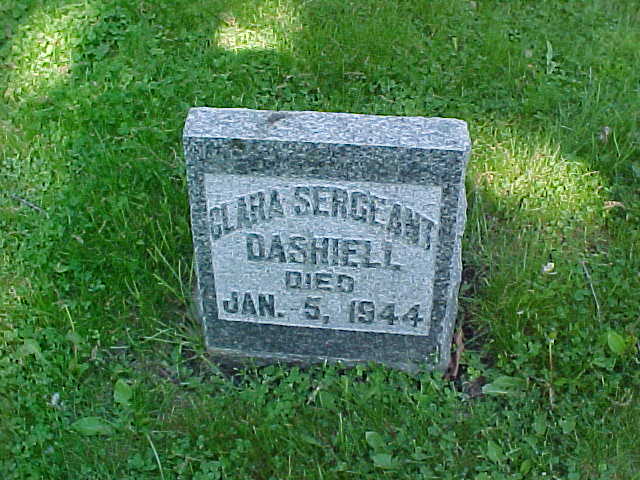 CLARA SERGEANT
DASHIELL
DIED
JAN. 5, 1944